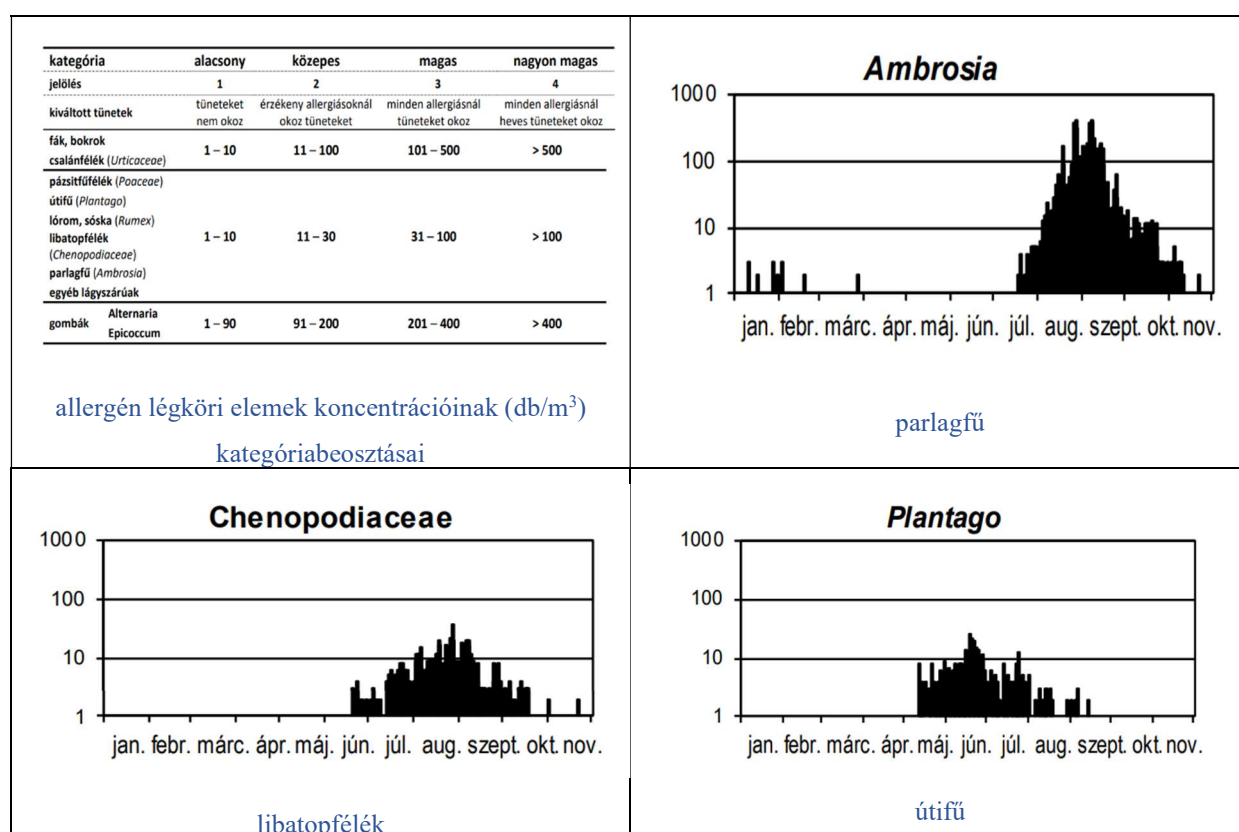 kategória alacsony közepes magas nagyon magas
jelölés 1 2 3 4
kiváltott tünetek tüneteket nem okoz érzékeny allergiásoknál okoz tüneteket minden allergiásnál tüneteket okoz minden allergiásnál heves tüneteket okoz
fák, bokrok
csalánfélék (Urticaceae) 1 – 10 11 – 100 101 – 500 > 500
pázsitfűfélék (Poaceae)
útifű (Plantago)
lórom, sóska (Rumex)
libatopfélék 1 – 10 11 – 30 31 – 100 > 100
(Chenopodiaceae)
parlagfű (Ambrosia)
egyéb lágyszárúak
gombák Alternaria Epicoccum 1 – 90 91 – 200 201 – 400 > 400
allergén légköri elemek koncentrációinak (db/m³)
kategóriabeosztásai
Ambrosia
1000
100
10
1
jan. febr. márc. ápr. máj. jún. júl. aug. szept. okt. nov.
parlagfű
Chenopodiaceae
1000
100
10
1
jan. febr. márc. ápr. máj. jún. júl. aug. szept. okt. nov.
libatopfélék
Plantago
1000
100
10
1
jan. febr. márc. ápr. máj. jún. júl. aug. szept. okt. nov.
útifű